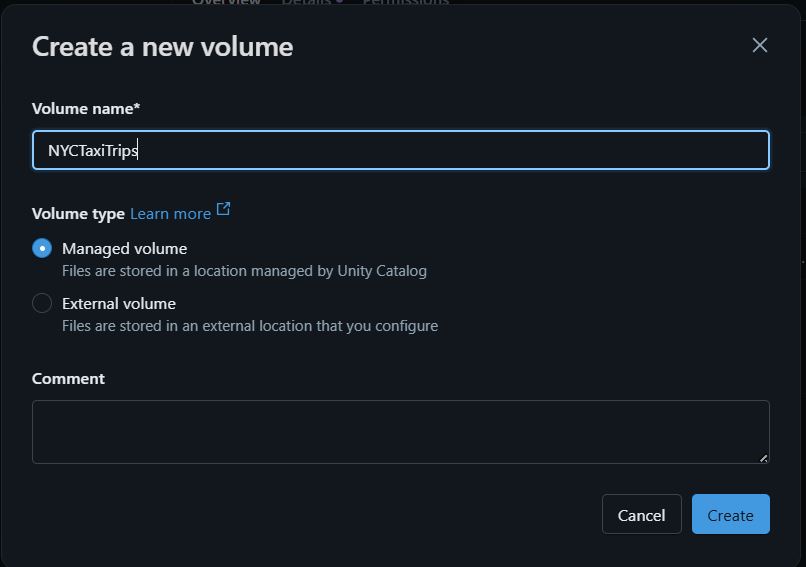 Overview Details Permissions
Create a new volume
Volume name*
NYCTaxiTrips
Volume type Learn more
Managed volume
Files are stored in a location managed by Unity Catalog
External volume
Files are stored in an external location that you configure
Comment
Cancel Create